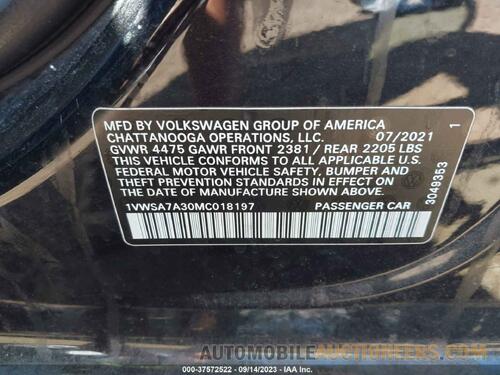 MFD BY VOLKSWAGEN GROUP OF AMERICA
CHATTANOOGA OPERATIONS, LLC. 07/2021
GVWR 4475 GAWR FRONT 2381 / REAR 2205 LBS
THIS VEHICLE CONFORMS TO ALL APPLICABLE U.S.
FEDERAL MOTOR VEHICLE SAFETY, BUMPER AND
THEFT PREVENTION STANDARDS IN EFFECT ON THE
DATE OF MANUFACTURE SHOWN ABOVE.
1VWSA7A30MC018197 PASSENGER CAR
1
3049353
COPARTS.DATA
000-37572522 - 09/14/2023 - IAA Inc.